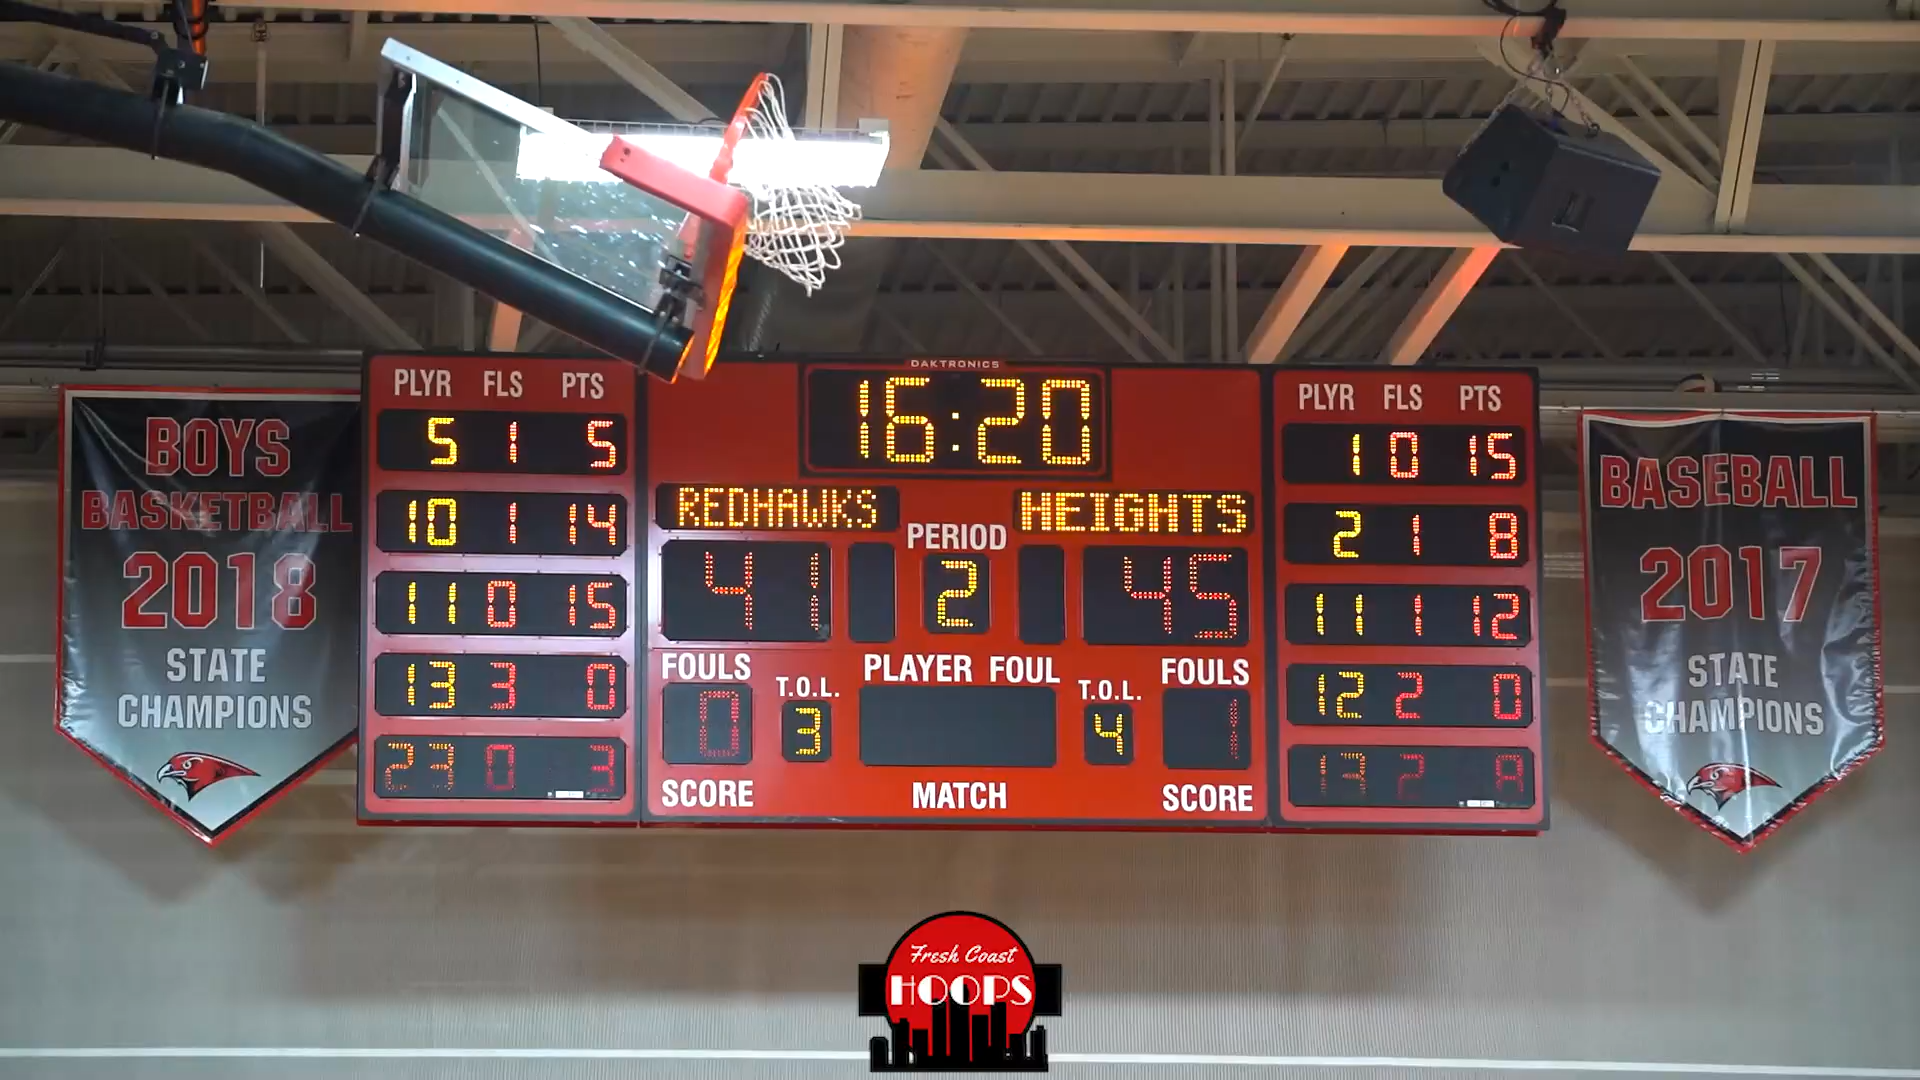 DAKTRONICS
PLYR FLS PTS
5 1 5
10 1 14
11 0 15
13 3 0
23 0 3
16:20
REDHAWKS
HEIGHTS
PERIOD
41
2
45
FOULS
PLAYER FOUL
FOULS
T.O.L.
T.O.L.
0
3
4
1
SCORE
MATCH
SCORE
PLYR FLS PTS
1 0 15
2 1 8
11 1 12
12 2 0
13 2
BOYS
BASKETBALL
2018
STATE
CHAMPIONS
BASEBALL
2017
STATE
CHAMPIONS
Fresh Coast
HOOPS